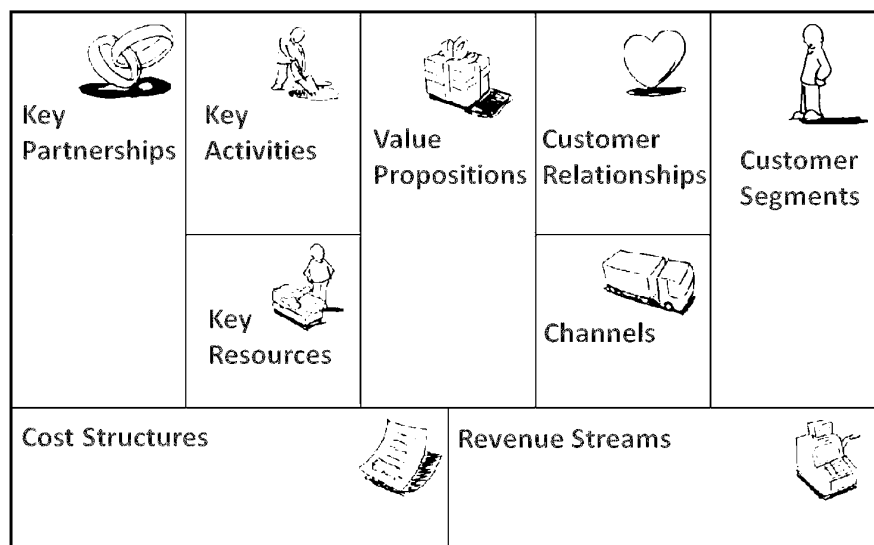 Key
Partnerships
Key
Activities
Key
Resources
Value
Propositions
Customer
Relationships
Channels
Customer
Segments
Cost Structures
Revenue Streams